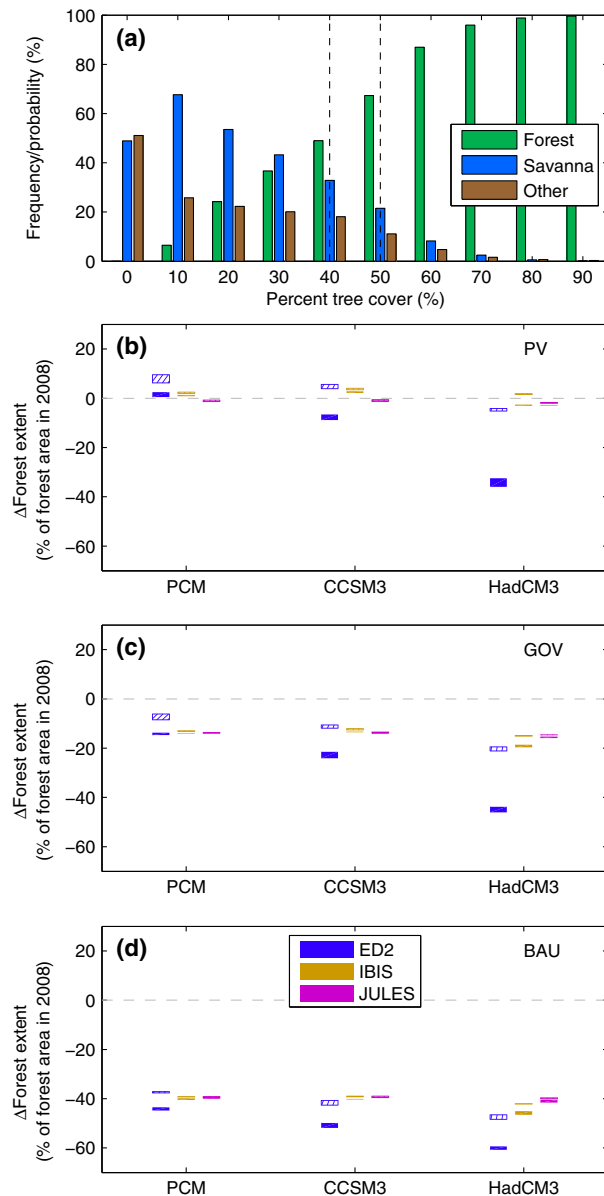 (a)
Frequency/probability (%)
100
80
60
40
20
0
Forest
Savanna
Other
0 10 20 30 40 50 60 70 80 90
Percent tree cover (%)
(b)
PV
ΔForest extent
(% of forest area in 2008)
20
0
−20
−40
−60
PCM CCSM3 HadCM3
(c)
GOV
ΔForest extent
(% of forest area in 2008)
20
0
−20
−40
−60
PCM CCSM3 HadCM3
(d)
BAU
ΔForest extent
(% of forest area in 2008)
20
0
−20
−40
−60
ED2
IBIS
JULES
PCM CCSM3 HadCM3